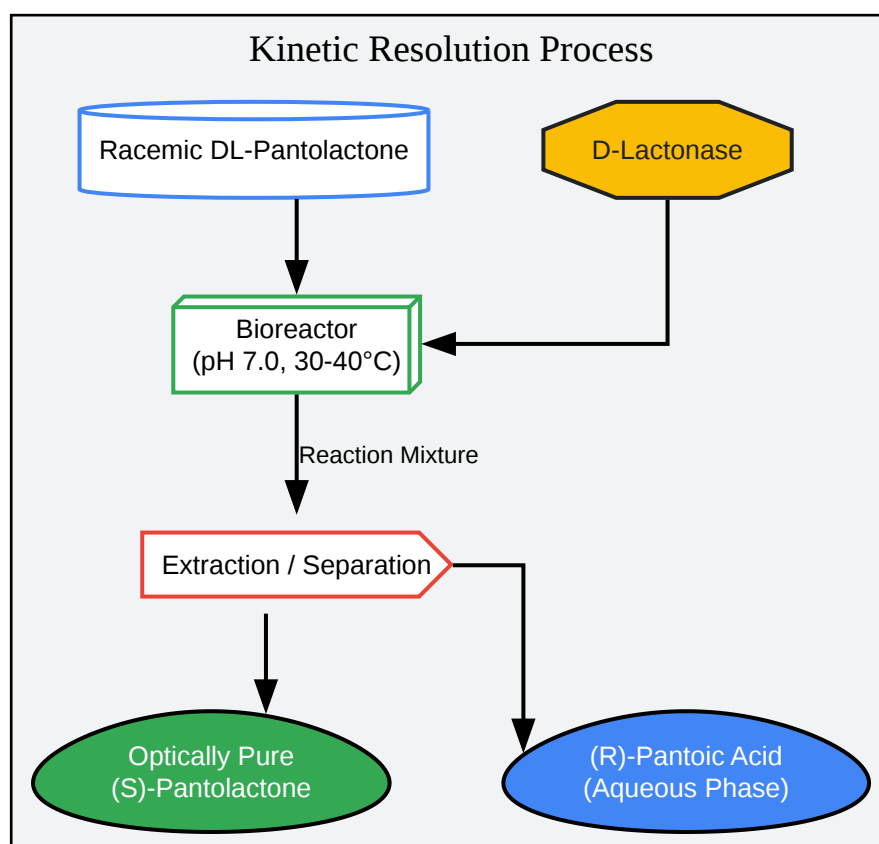 Kinetic Resolution Process
Racemic DL-Pantolactone
D-Lactonase
Bioreactor
(pH 7.0, 30-40°C)
Reaction Mixture
Extraction / Separation
Optically Pure
(S)-Pantolactone
(R)-Pantoic Acid
(Aqueous Phase)